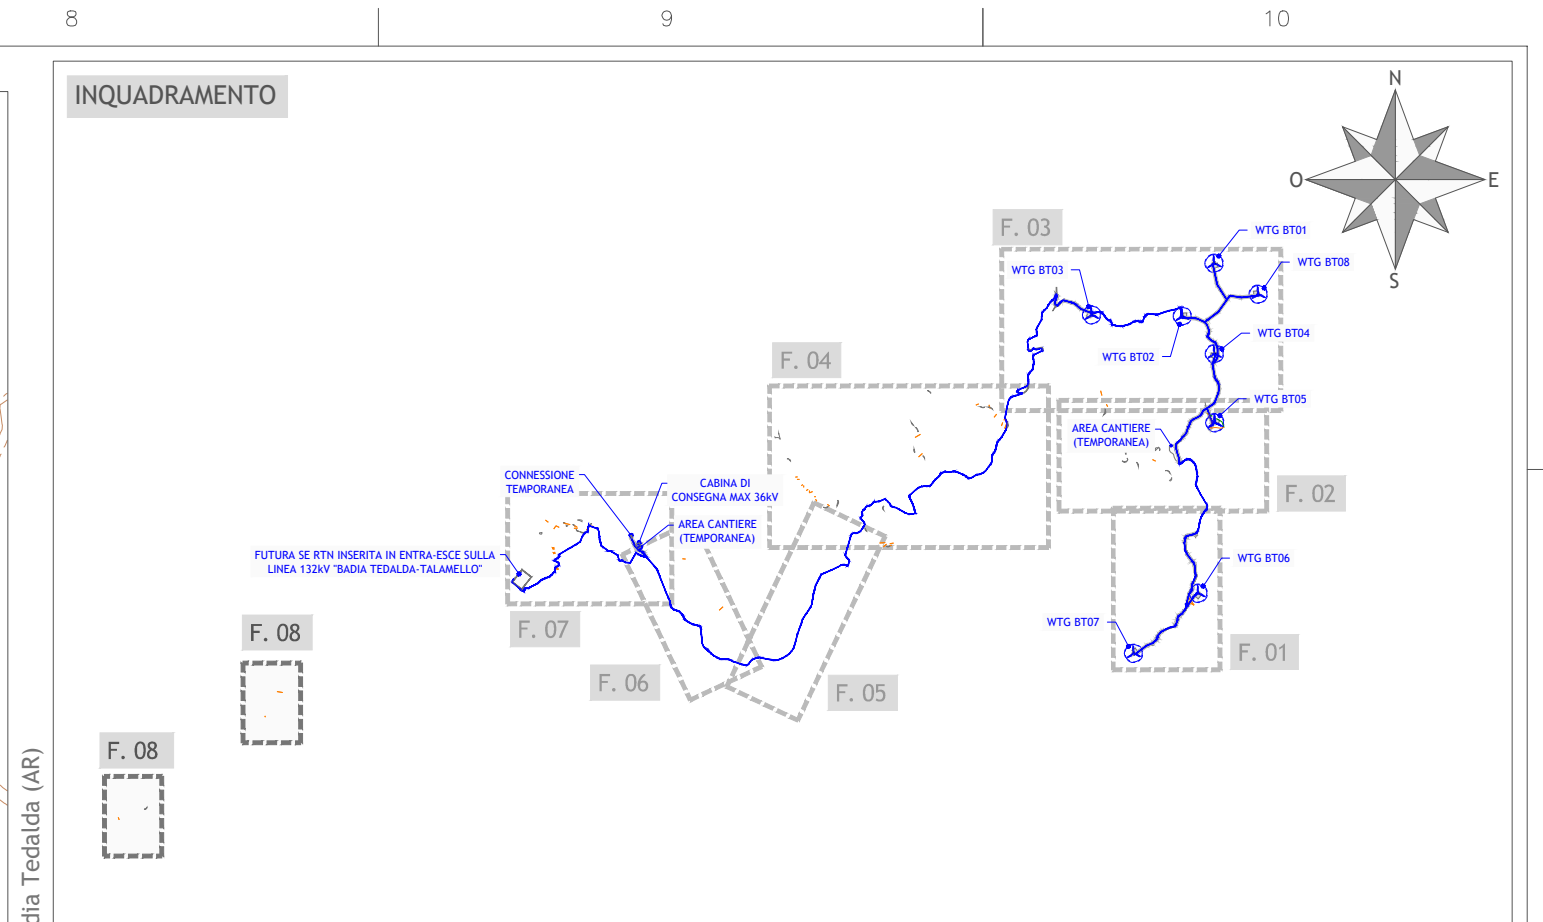 8
9
10
INQUADRAMENTO
N
O
E
S
F. 03
WTG BT01
WTG BT08
WTG BT03
WTG BT04
WTG BT02
F. 04
WTG BT05
AREA CANTIERE
(TEMPORANEA)
CONNESSIONE
TEMPORANEA
CABINA DI
CONSEGNA MAX 36kV
F. 02
AREA CANTIERE
(TEMPORANEA)
FUTURA SE RTN INSERITA IN ENTRA-ESCE SULLA
LINEA 132kV "BADIA TEDALDA-TALAMELLO"
WTG BT06
WTG BT07
F. 07
F. 08
F. 01
F. 06
F. 05
F. 08
dia Tedalda (AR)